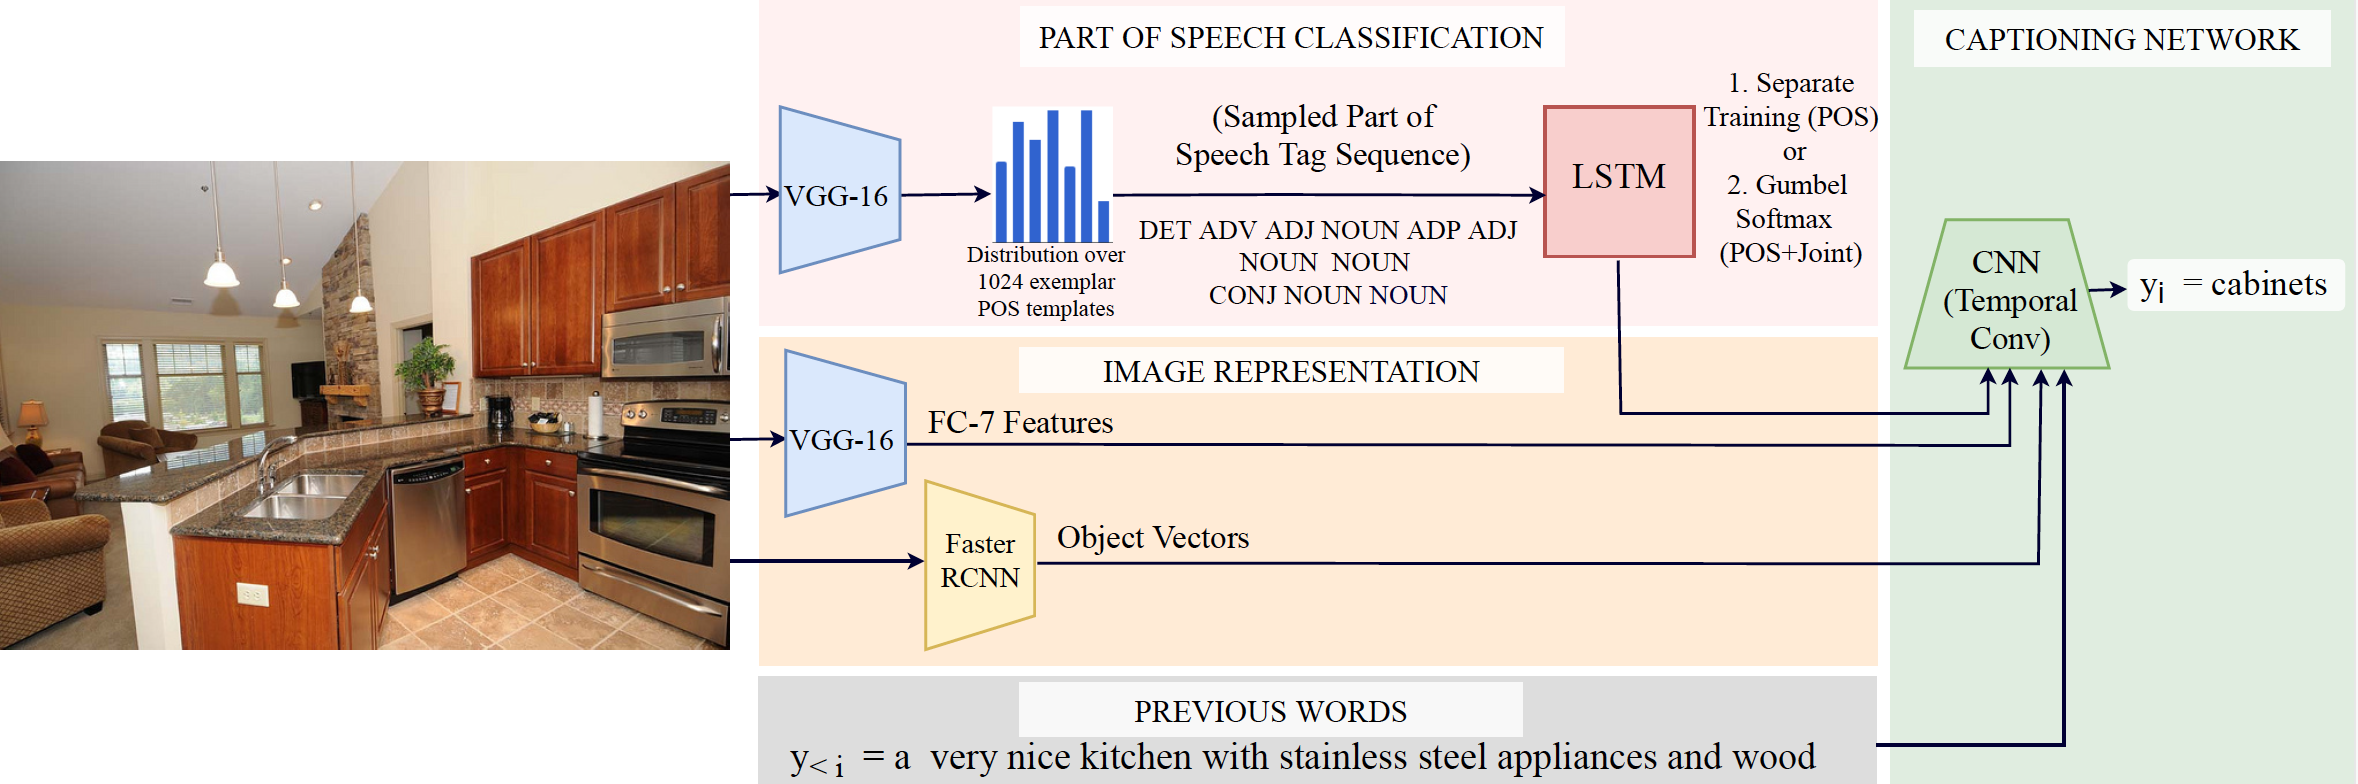 PART OF SPEECH CLASSIFICATION
VGG-16
Distribution over
1024 exemplar
POS templates
(Sampled Part of
Speech Tag Sequence)
DET ADV ADJ NOUN ADP ADJ
NOUN NOUN
CONJ NOUN NOUN
LSTM
1. Separate
Training (POS)
or
2. Gumbel
Softmax
(POS+Joint)
IMAGE REPRESENTATION
VGG-16
FC-7 Features
Faster
RCNN
Object Vectors
PREVIOUS WORDS
y< i = a very nice kitchen with stainless steel appliances and wood
CAPTIONING NETWORK
CNN
(Temporal
Conv)
yi = cabinets